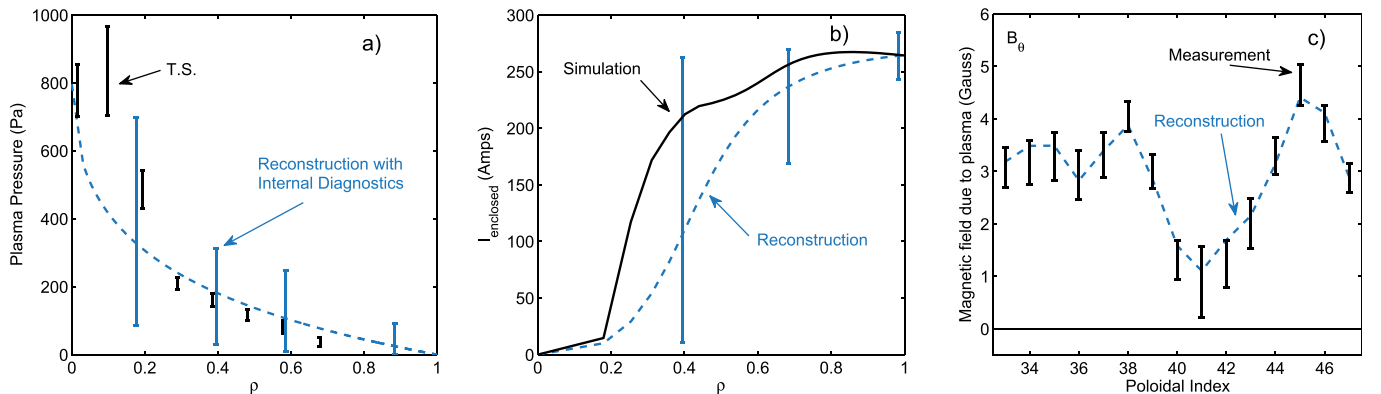 a)
T.S.
Reconstruction with
Internal Diagnostics
Plasma Pressure (Pa)
1000
800
600
400
200
0
0
0.2
0.4
0.6
0.8
1
ρ
b)
Simulation
Reconstruction
I_enclosed (Amps)
300
250
200
150
100
50
0
0
0.2
0.4
0.6
0.8
1
ρ
B_θ
c)
Measurement
Reconstruction
Magnetic field due to plasma (Gauss)
6
5
4
3
2
1
0
34
36
38
40
42
44
46
Poloidal Index